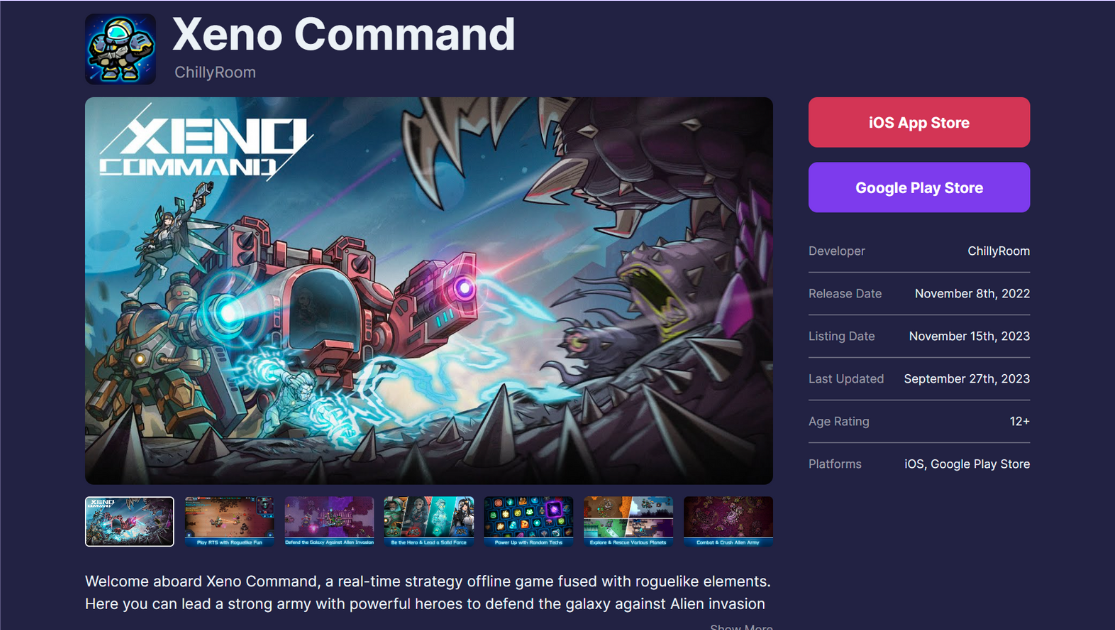 Xeno Command
ChillyRoom
XENO
COMMAND
iOS App Store
Google Play Store
Developer ChillyRoom
Release Date November 8th, 2022
Listing Date November 15th, 2023
Last Updated September 27th, 2023
Age Rating 12+
Platforms iOS, Google Play Store
XENO
COMMAND
Play RTS with Roguelike Fun
Defend the Galaxy Against Alien Invasion
Be the Hero & Lead a Solid Force
Power Up with Random Techs
Explore & Rescue Various Planets
Combat & Crush Alien Army
Welcome aboard Xeno Command, a real-time strategy offline game fused with roguelike elements.
Here you can lead a strong army with powerful heroes to defend the galaxy against Alien invasion
Show More